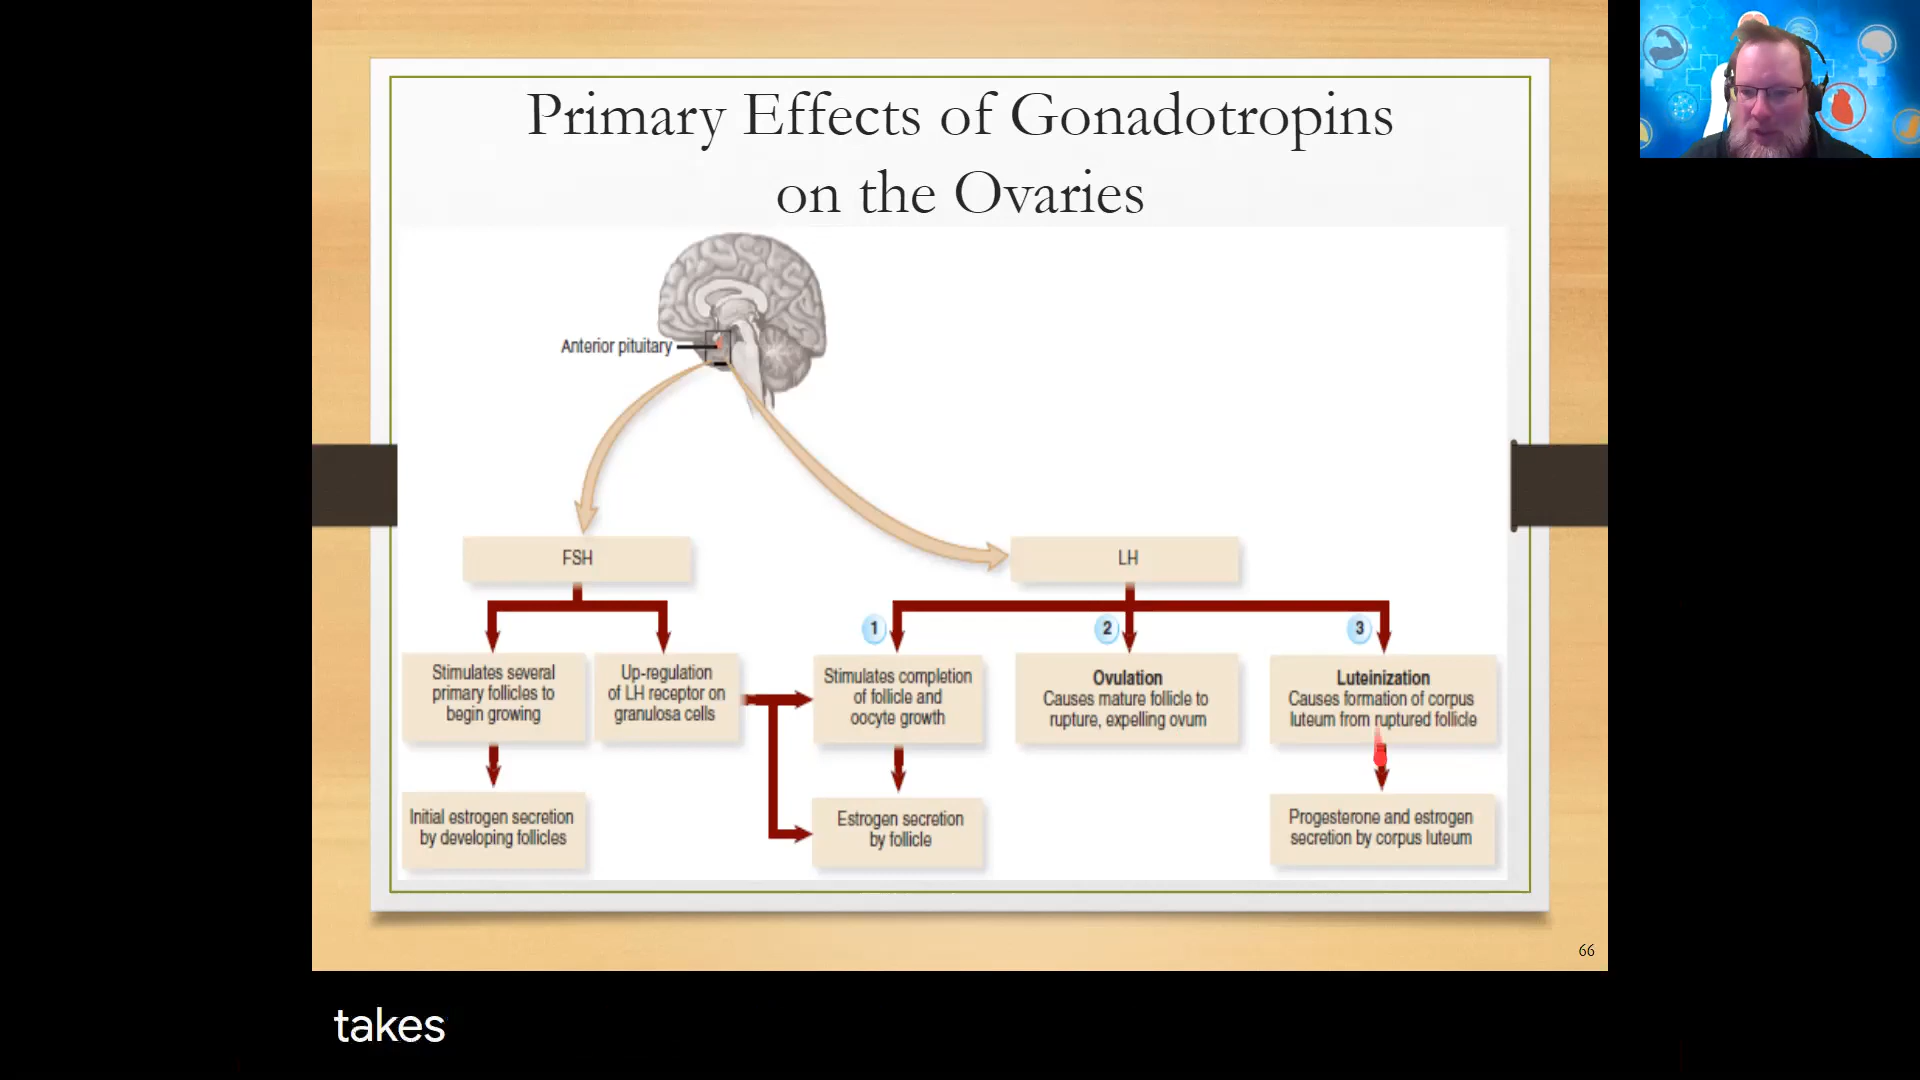 Primary Effects of Gonadotropins
on the Ovaries
Anterior pituitary
FSH
LH
1
2
3
Stimulates several
primary follicles to
begin growing
Up-regulation
of LH receptor on
granulosa cells
Stimulates completion
of follicle and
oocyte growth
Ovulation
Causes mature follicle to
rupture, expelling ovum
Luteinization
Causes formation of corpus
luteum from ruptured follicle
Initial estrogen secretion
by developing follicles
Estrogen secretion
by follicle
Progesterone and estrogen
secretion by corpus luteum
66
takes